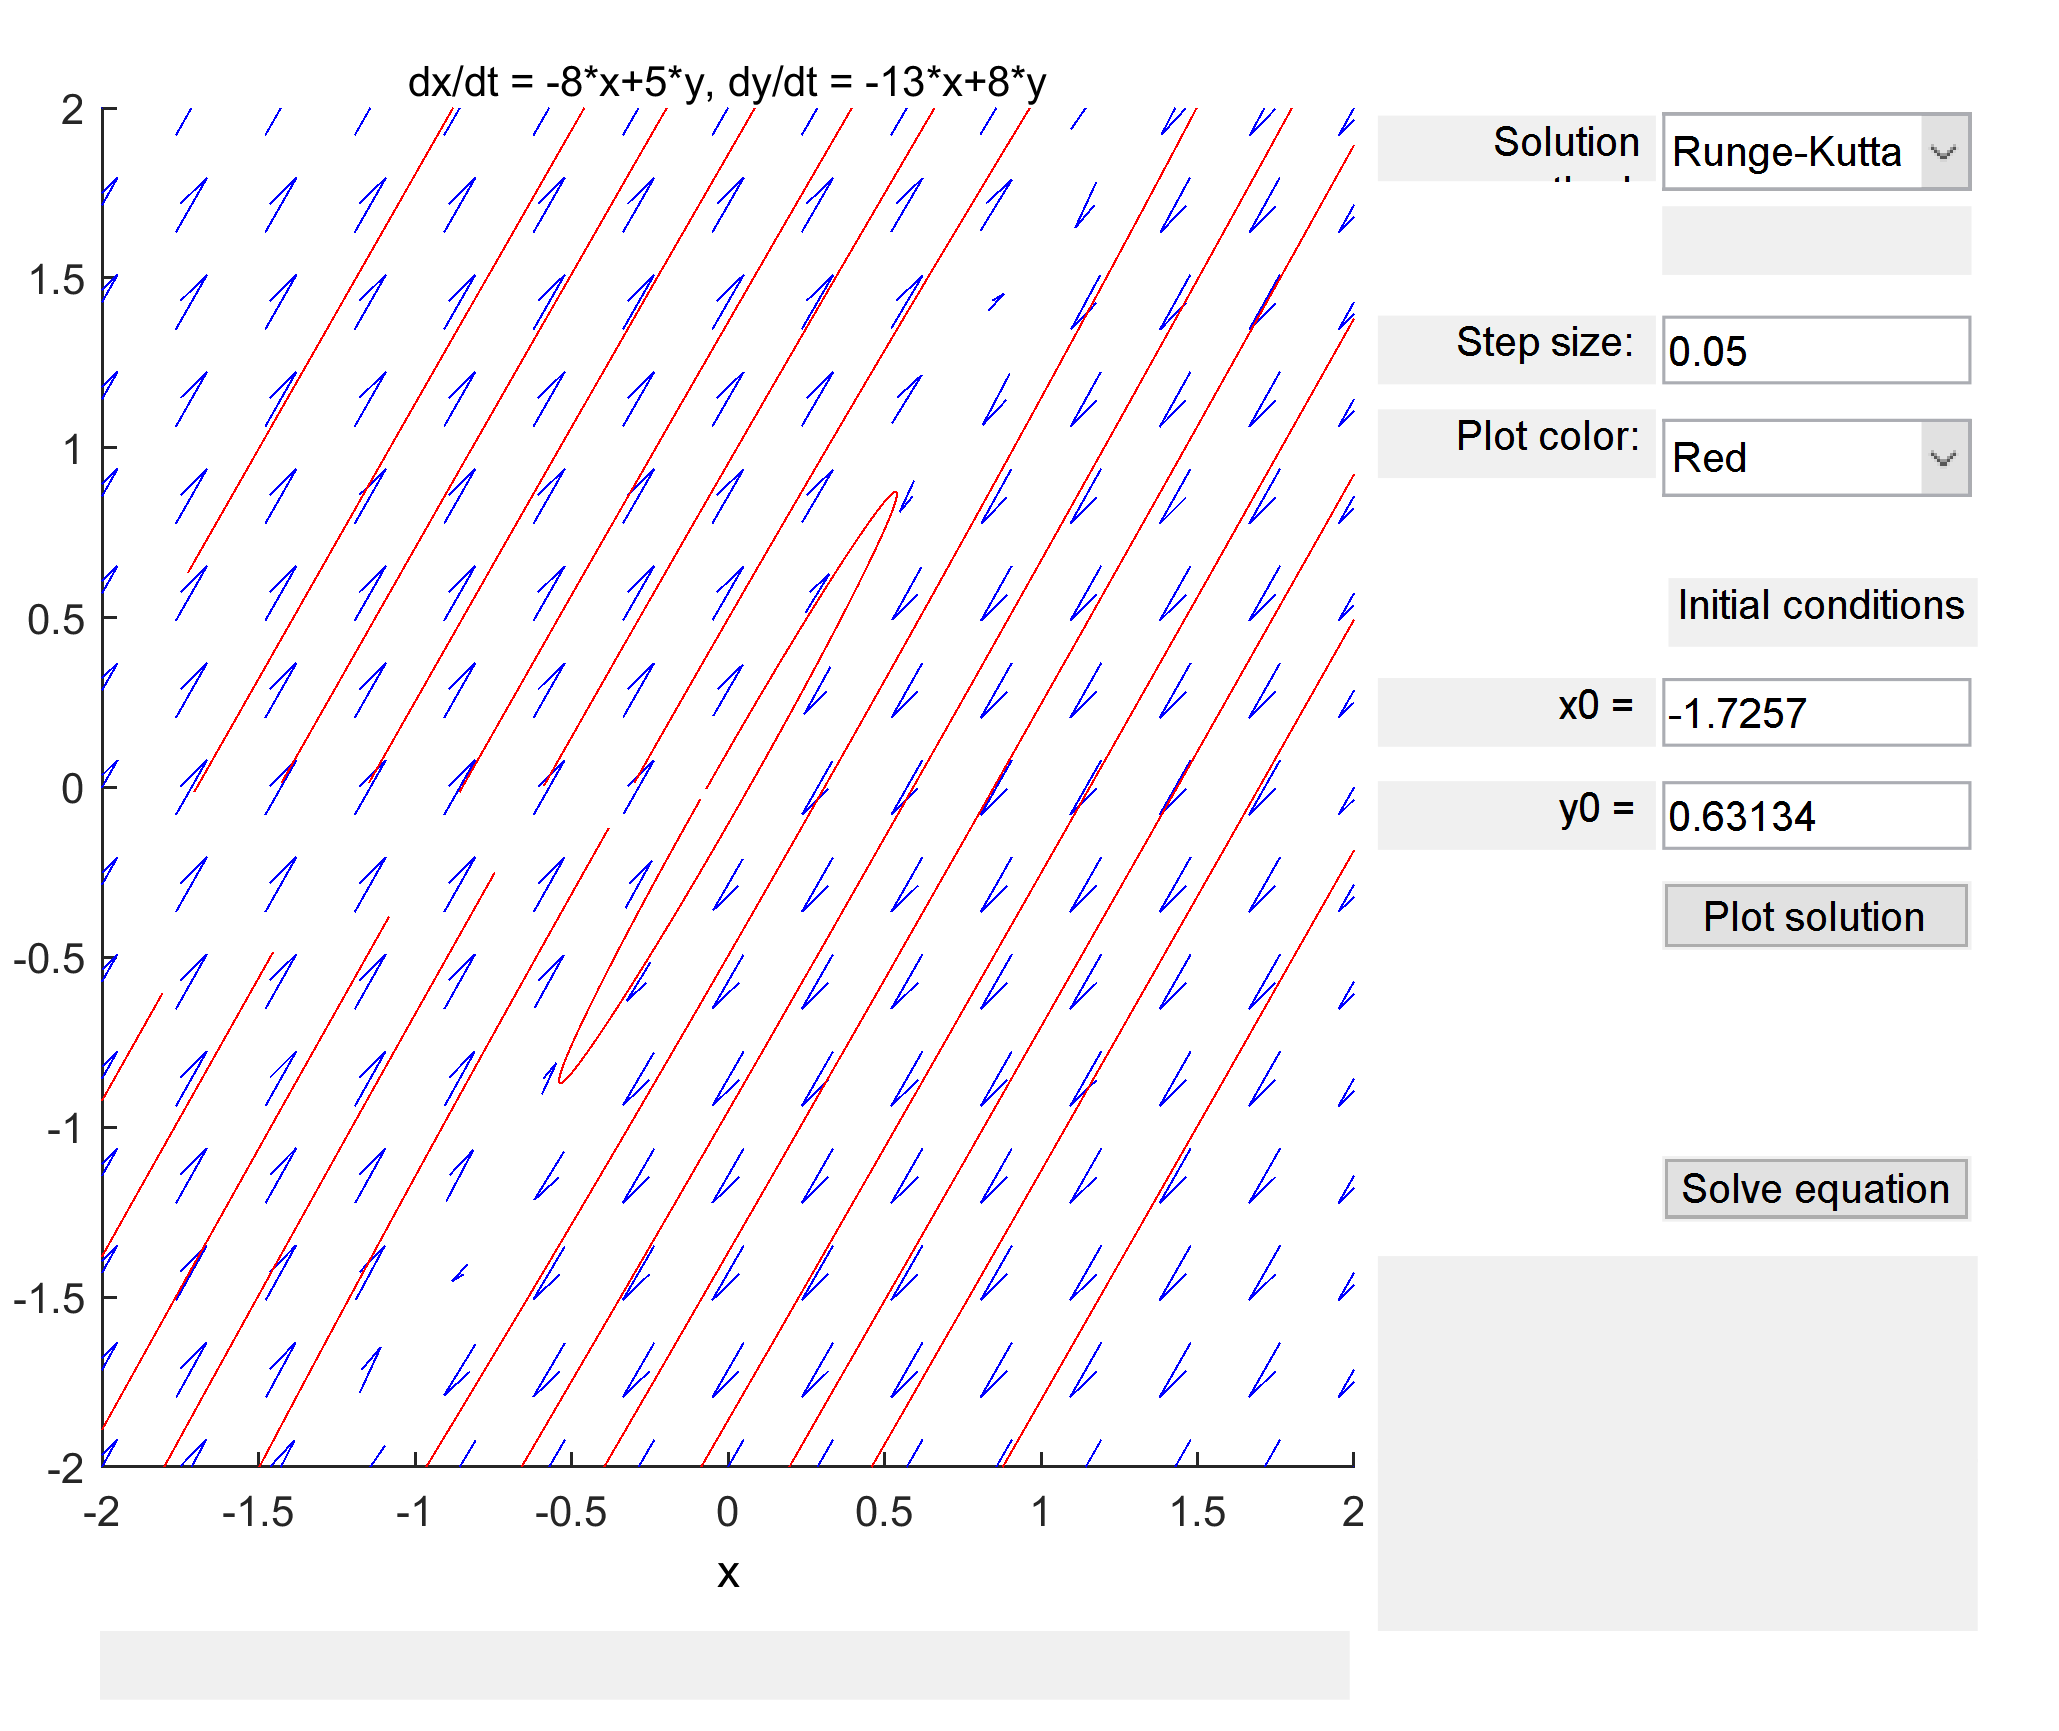 dx/dt = -8*x+5*y, dy/dt = -13*x+8*y
2
1.5
1
0.5
0
-0.5
-1
-1.5
-2
-2 -1.5 -1 -0.5 0 0.5 1 1.5 2
x
Solution
Runge-Kutta
Step size:
0.05
Plot color:
Red
Initial conditions
x0 =
-1.7257
y0 =
0.63134
Plot solution
Solve equation